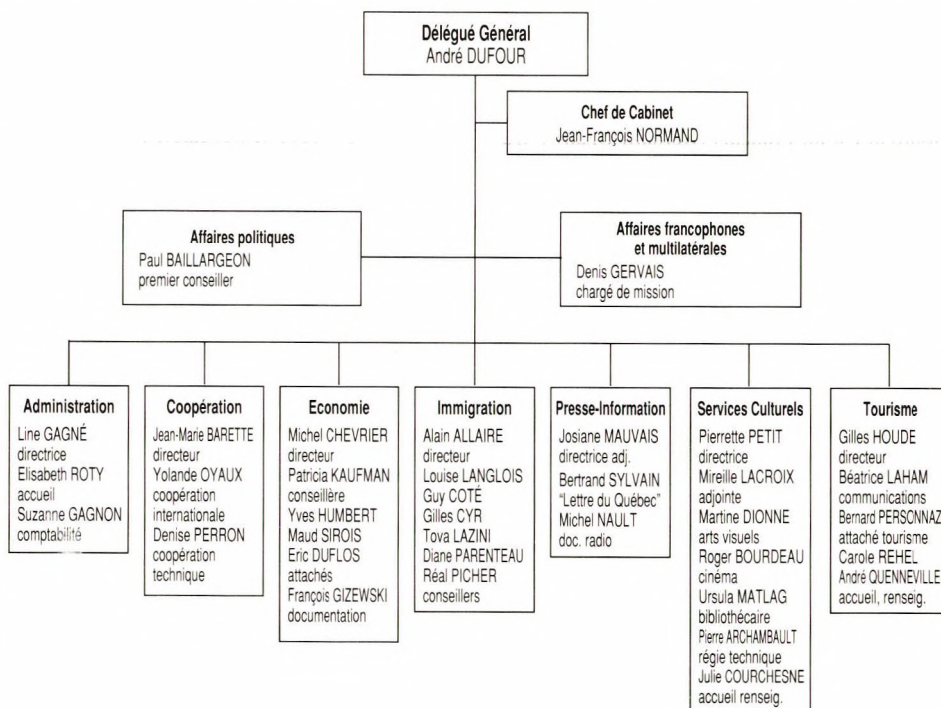 Délégué Général
André DUFOUR
Chef de Cabinet
Jean-François NORMAND
Affaires politiques
Paul BAILLARGEON
premier conseiller
Affaires francophones
et multilatérales
Denis GERVAIS
chargé de mission
Administration
Line GAGNÉ
directrice
Elisabeth ROTY
accueil
Suzanne GAGNON
comptabilité
Coopération
Jean-Marie BARETTE
directeur
Yolande OYAUX
coopération
internationale
Denise PERRON
coopération
technique
Economie
Michel CHEVRIER
directeur
Patricia KAUFMAN
conseillère
Yves HUMBERT
Maud SIROIS
Eric DUFLOS
attachés
François GIZEWSKI
documentation
Immigration
Alain ALLAIRE
directeur
Louise LANGLOIS
Guy COTÉ
Gilles CYR
Tova LAZINI
Diane PARENTEAU
Réal PICHER
conseillers
Presse-Information
Josiane MAUVAIS
directrice adj.
Bertrand SYLVAIN
"Lettre du Québec"
Michel NAULT
doc. radio
Services Culturels
Pierrette PETIT
directrice
Mireille LACROIX
adjointe
Martine DIONNE
arts visuels
Roger BOURDEAU
cinéma
Ursula MATLAG
bibliothécaire
Pierre ARCHAMBAULT
régie technique
Julie COURCHESNE
accueil renseig.
Tourisme
Gilles HOUDE
directeur
Béatrice LAHAM
communications
Bernard PERSONNAZ
attaché tourisme
Carole REHEL
André QUENNEVILLE
accueil, renseig.